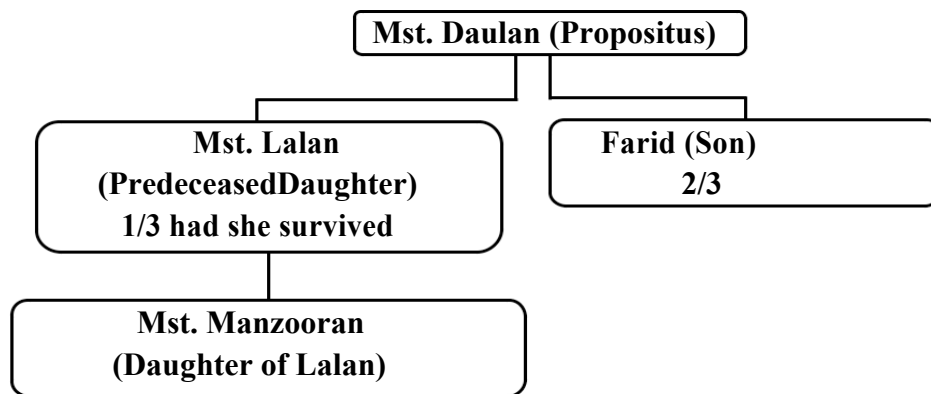 Mst. Daulan (Propositus)
Mst. Lalan
(PredeceasedDaughter)
1/3 had she survived
Farid (Son)
2/3
Mst. Manzooran
(Daughter of Lalan)